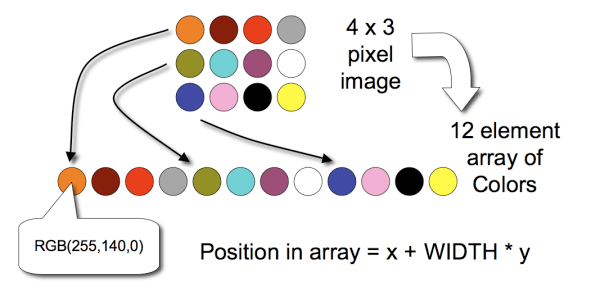 4 x 3
pixel
image
12 element
array of
Colors
RGB(255,140,0)
Position in array = x + WIDTH * y